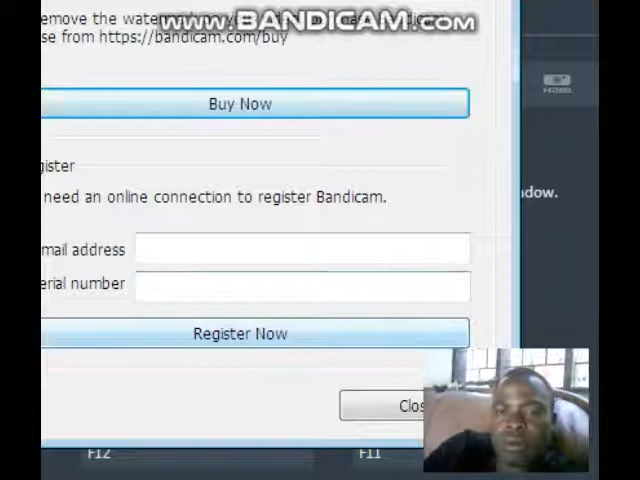 emove the water
WWW.BANDICAM.COM
se from https://bandicam.com/buy
Buy Now
gister
need an online connection to register Bandicam.
ndow.
mail address
erial number
Register Now
Clos
F12
F11